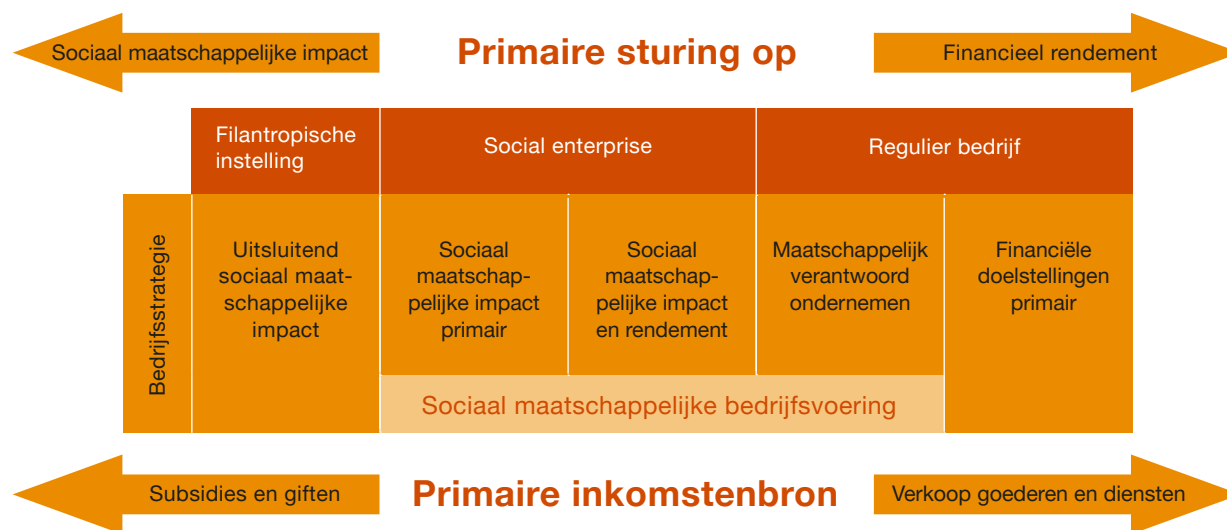 Sociaal maatschappelijke impact
Primaire sturing op
Financieel rendement
Filantropische
instelling
Social enterprise
Regulier bedrijf
Bedrijfsstrategie
Uitsluitend
sociaal maat-
schappelijke
impact
Sociaal
maatschap-
pelijke impact
primair
Sociaal
maatschap-
pelijke impact
en rendement
Maatschappelijk
verantwoord
ondernemen
Financiële
doelstellingen
primair
Sociaal maatschappelijke bedrijfsvoering
Subsidies en giften
Primaire inkomstenbron
Verkoop goederen en diensten